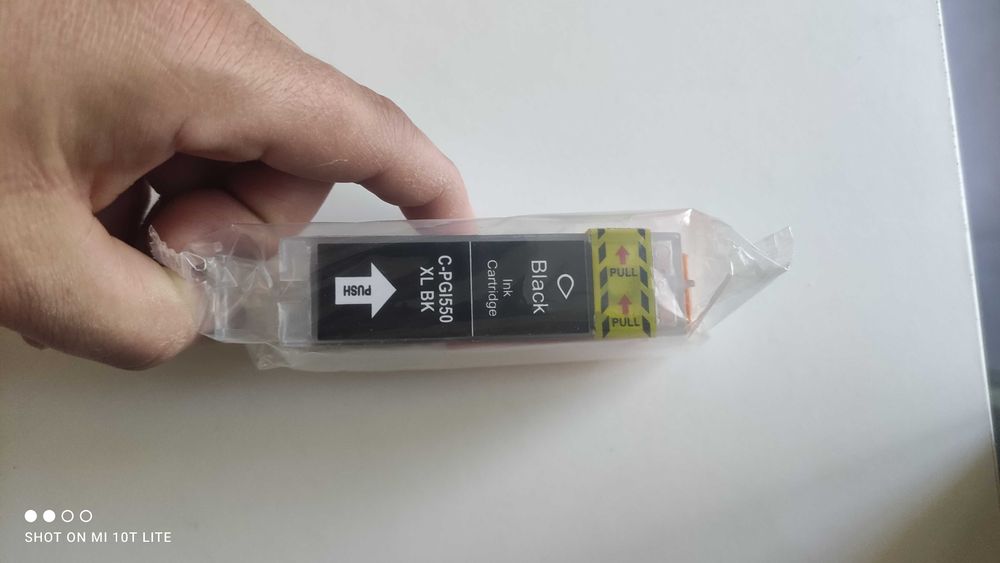 Black
Ink
Cartridge
C-PGI550
XL BK
PUSH
PULL
PULL
SHOT ON MI 10T LITE